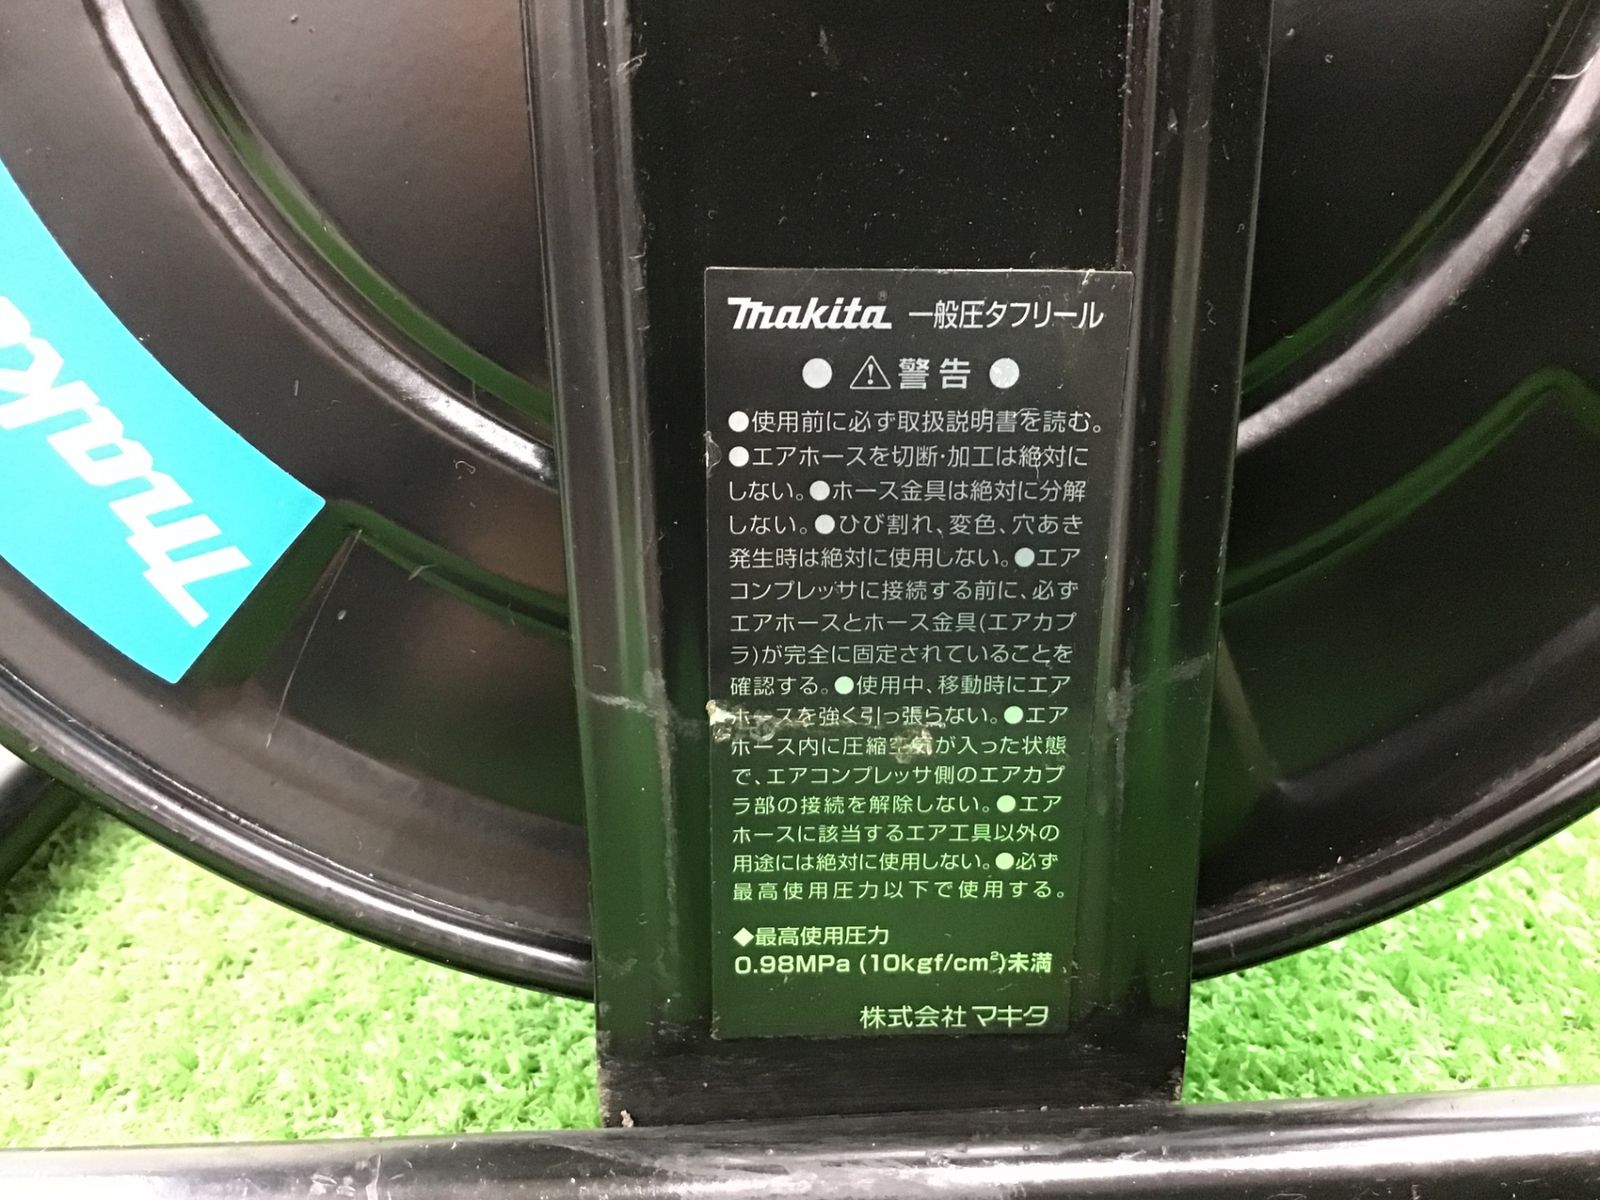 makita
makita® 一般圧タフリール
● ⚠警告 ●
●使用前に必ず取扱説明書を読む。
●エアホースを切断・加工は絶対に
しない。●ホース金具は絶対に分解
しない。●ひび割れ、変色、穴あき
発生時は絶対に使用しない。●エア
コンプレッサに接続する前に、必ず
エアホースとホース金具(エアカプ
ラ)が完全に固定されていることを
確認する。●使用中、移動時にエア
ホースを強く引っ張らない。●エア
ホース内に圧縮空気が入った状態
で、エアコンプレッサ側のエアカプ
ラ部の接続を解除しない。●エア
ホースに該当するエア工具以外の
用途には絶対に使用しない。●必ず
最高使用圧力以下で使用する。
◆最高使用圧力
0.98MPa (10kgf/cm²)未満
株式会社マキタ